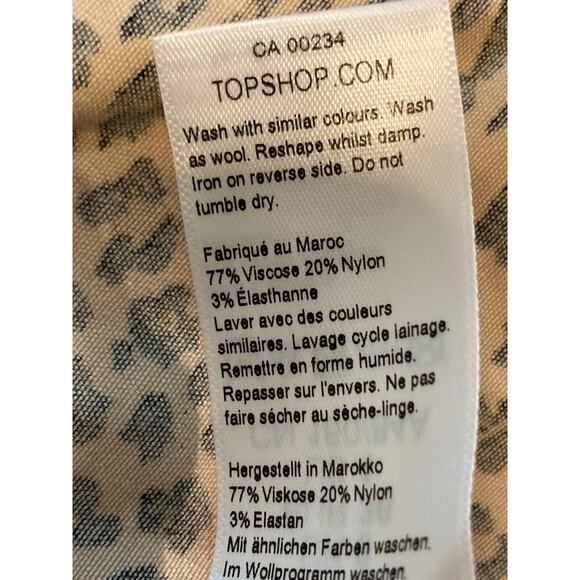 CA 00234
TOPSHOP.COM
Wash with similar colours. Wash
as wool. Reshape whilst damp.
Iron on reverse side. Do not
tumble dry.
Fabriqué au Maroc
77% Viscose 20% Nylon
3% Élasthanne
Laver avec des couleurs
similaires. Lavage cycle lainage.
Remettre en forme humide.
Repasser sur l'envers. Ne pas
faire sécher au sèche-linge.
Hergestellt in Marokko
77% Viskose 20% Nylon
3% Elastan
Mit ähnlichen Farben waschen.
Im Wollprogramm waschen.